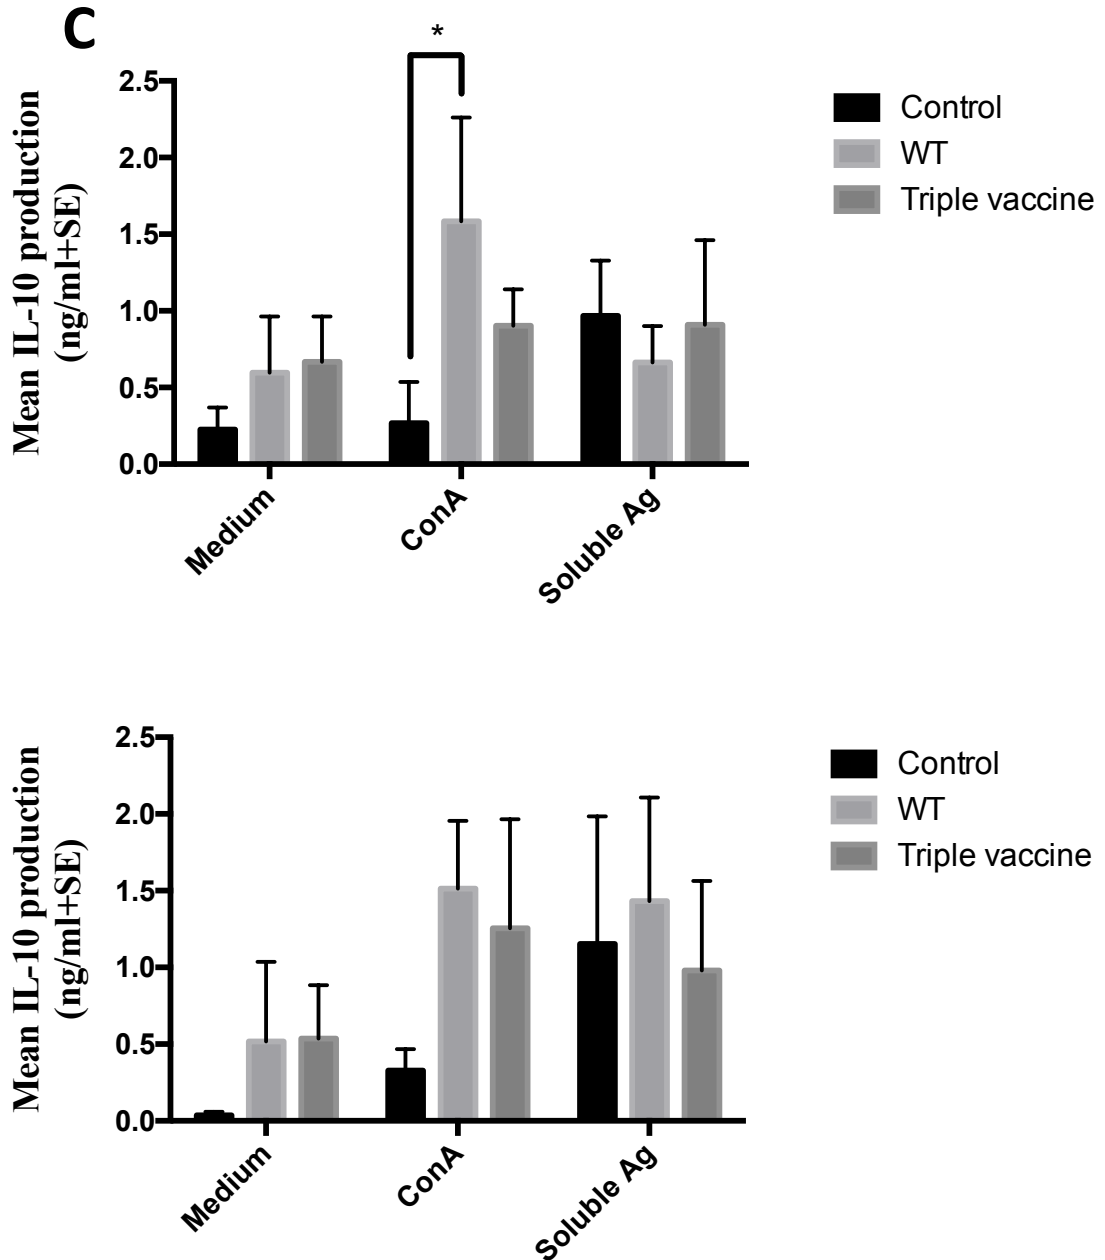 C
*
Mean IL-10 production
(ng/ml+SE)
2.5
2.0
1.5
1.0
0.5
0.0
Medium
ConA
Soluble Ag
Control
WT
Triple vaccine
Mean IL-10 production
(ng/ml+SE)
2.5
2.0
1.5
1.0
0.5
0.0
Medium
ConA
Soluble Ag
Control
WT
Triple vaccine